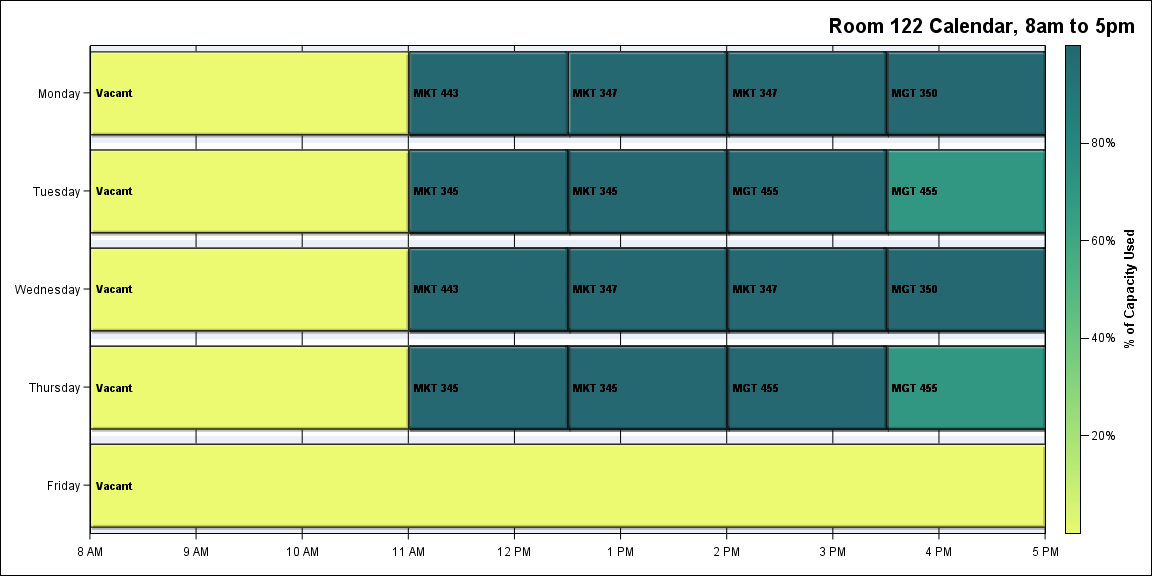 Room 122 Calendar, 8am to 5pm
Monday
Vacant
MKT 443
MKT 347
MKT 347
MGT 350
Tuesday
Vacant
MKT 345
MKT 345
MGT 455
MGT 455
Wednesday
Vacant
MKT 443
MKT 347
MKT 347
MGT 350
Thursday
Vacant
MKT 345
MKT 345
MGT 455
MGT 455
Friday
Vacant
8 AM
9 AM
10 AM
11 AM
12 PM
1 PM
2 PM
3 PM
4 PM
5 PM
80%
60%
40%
20%
% of Capacity Used